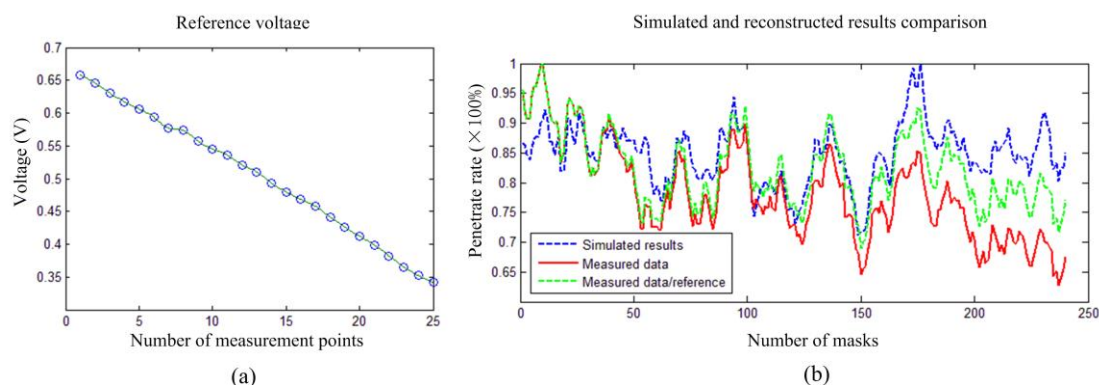 Reference voltage
0.7
0.65
0.6
0.55
0.5
0.45
0.4
0.35
Voltage (V)
0 5 10 15 20 25
Number of measurement points
(a)
Simulated and reconstructed results comparison
1
0.95
0.9
0.85
0.8
0.75
0.7
0.65
Penetrate rate (×100%)
Simulated results
Measured data
Measured data/reference
0 50 100 150 200 250
Number of masks
(b)